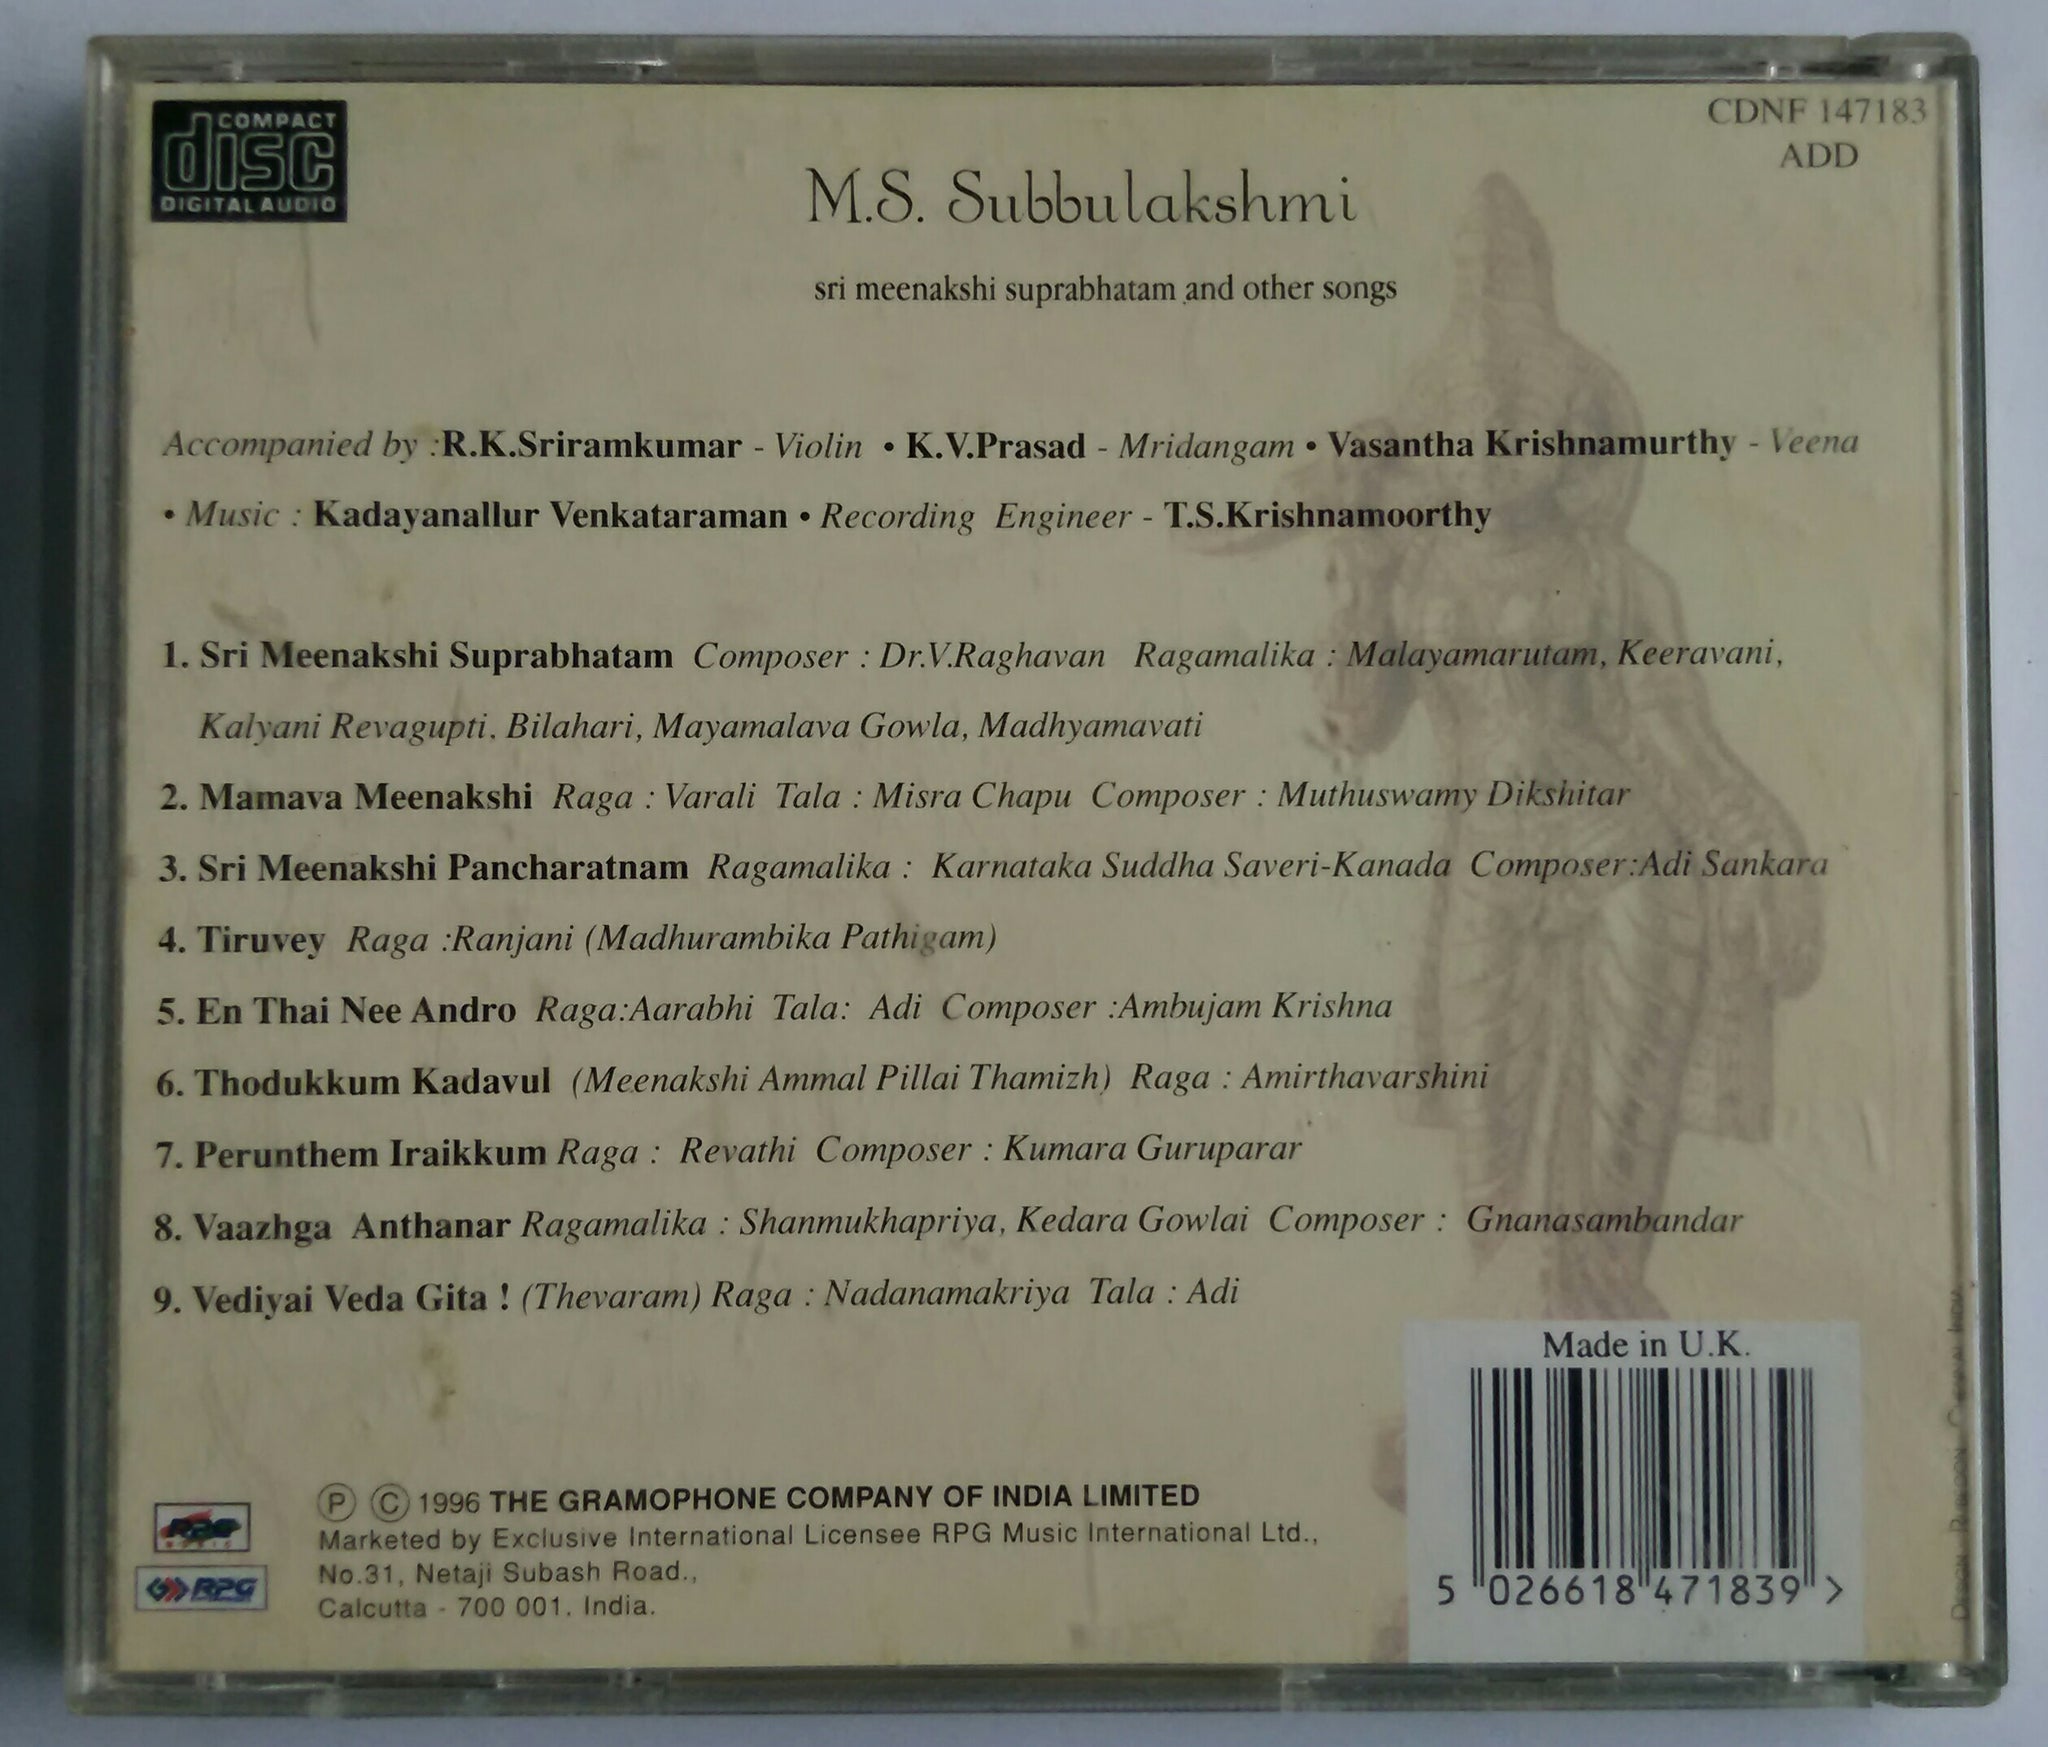 COMPACT
disc
DIGITAL AUDIO
CDNF 147183
ADD
M.S. Subbulakshmi
sri meenakshi suprabhatam and other songs
Accompanied by :R.K.Sriramkumar - Violin • K.V.Prasad - Mridangam • Vasantha Krishnamurthy - Veena
• Music : Kadayanallur Venkataraman • Recording Engineer - T.S.Krishnamoorthy
1. Sri Meenakshi Suprabhatam Composer : Dr.V.Raghavan Ragamalika : Malayamarutam, Keeravani,
Kalyani Revagupti. Bilahari, Mayamalava Gowla, Madhyamavati
2. Mamava Meenakshi Raga : Varali Tala : Misra Chapu Composer : Muthuswamy Dikshitar
3. Sri Meenakshi Pancharatnam Ragamalika : Karnataka Suddha Saveri-Kanada Composer:Adi Sankara
4. Tiruvey Raga :Ranjani (Madhurambika Pathigam)
5. En Thai Nee Andro Raga:Aarabhi Tala: Adi Composer :Ambujam Krishna
6. Thodukkum Kadavul (Meenakshi Ammal Pillai Thamizh) Raga : Amirthavarshini
7. Perunthem Iraikkum Raga : Revathi Composer : Kumara Guruparar
8. Vaazhga Anthanar Ragamalika : Shanmukhapriya, Kedara Gowlai Composer : Gnanasambandar
9. Vediyai Veda Gita ! (Thevaram) Raga : Nadanamakriya Tala : Adi
Made in U.K.
5 026618 471839 >
Ⓟ Ⓒ 1996 THE GRAMOPHONE COMPANY OF INDIA LIMITED
Marketed by Exclusive International Licensee RPG Music International Ltd.,
No.31, Netaji Subash Road.,
Calcutta - 700 001. India.
RPG